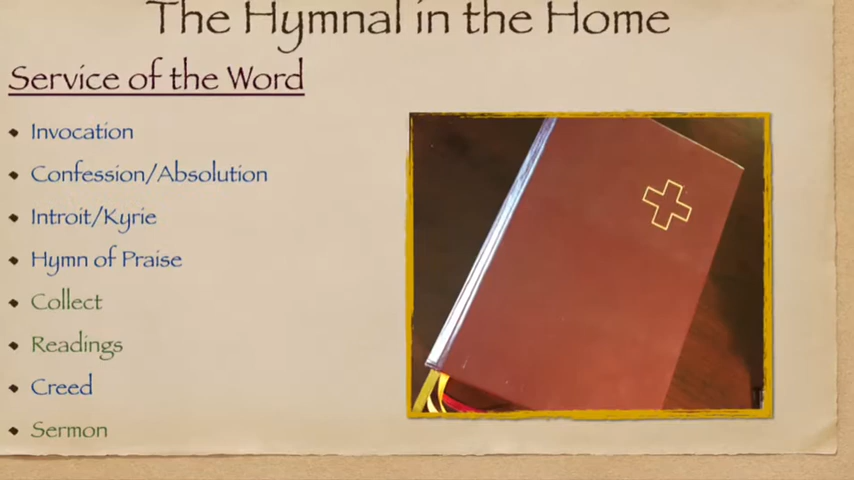 The Hymnal in the Home
Service of the Word
Invocation
Confession/Absolution
Introit/Kyrie
Hymn of Praise
Collect
Readings
Creed
Sermon